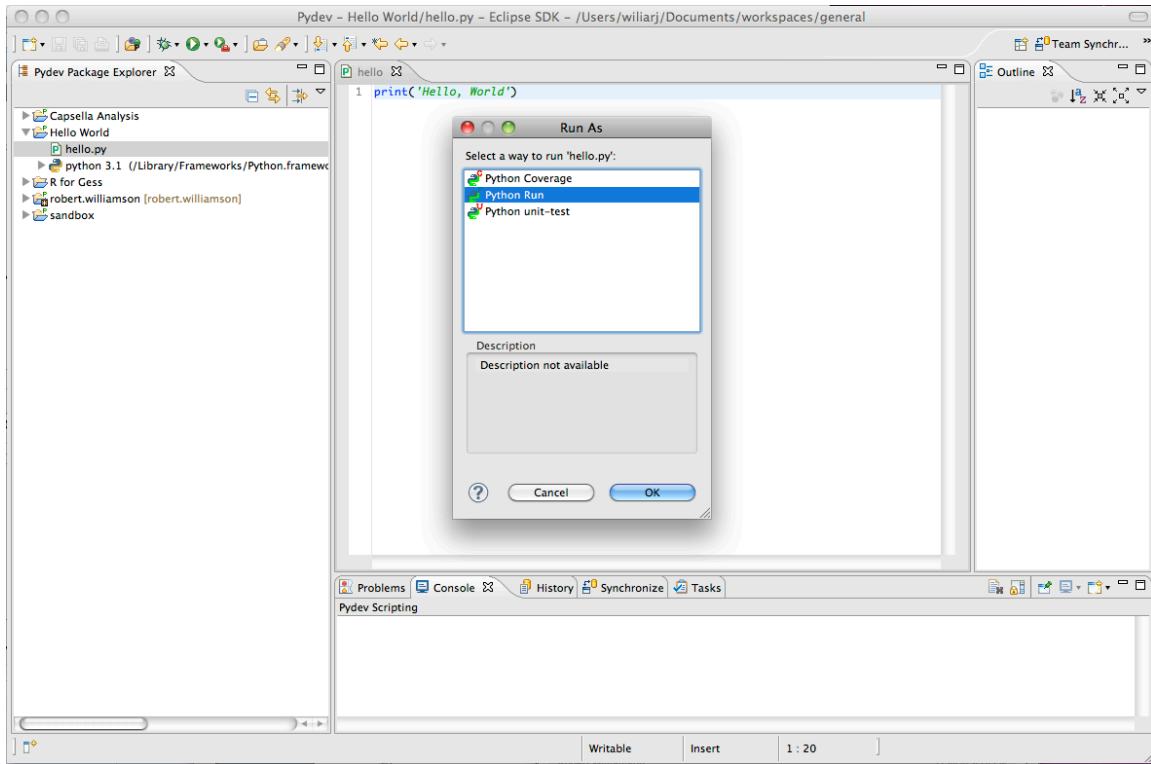 Pydev – Hello World/hello.py – Eclipse SDK – /Users/wiliarj/Documents/workspaces/general
Team Synchr... »
Pydev Package Explorer
Capsella Analysis
Hello World
hello.py
python 3.1 (/Library/Frameworks/Python.framewo
R for Gess
robert.williamson [robert.williamson]
sandbox
hello
1 print('Hello, World')
Outline
Run As
Select a way to run 'hello.py':
Python Coverage
Python Run
Python unit-test
Description
Description not available
? Cancel OK
Problems Console History Synchronize Tasks
Pydev Scripting
Writable Insert 1 : 20